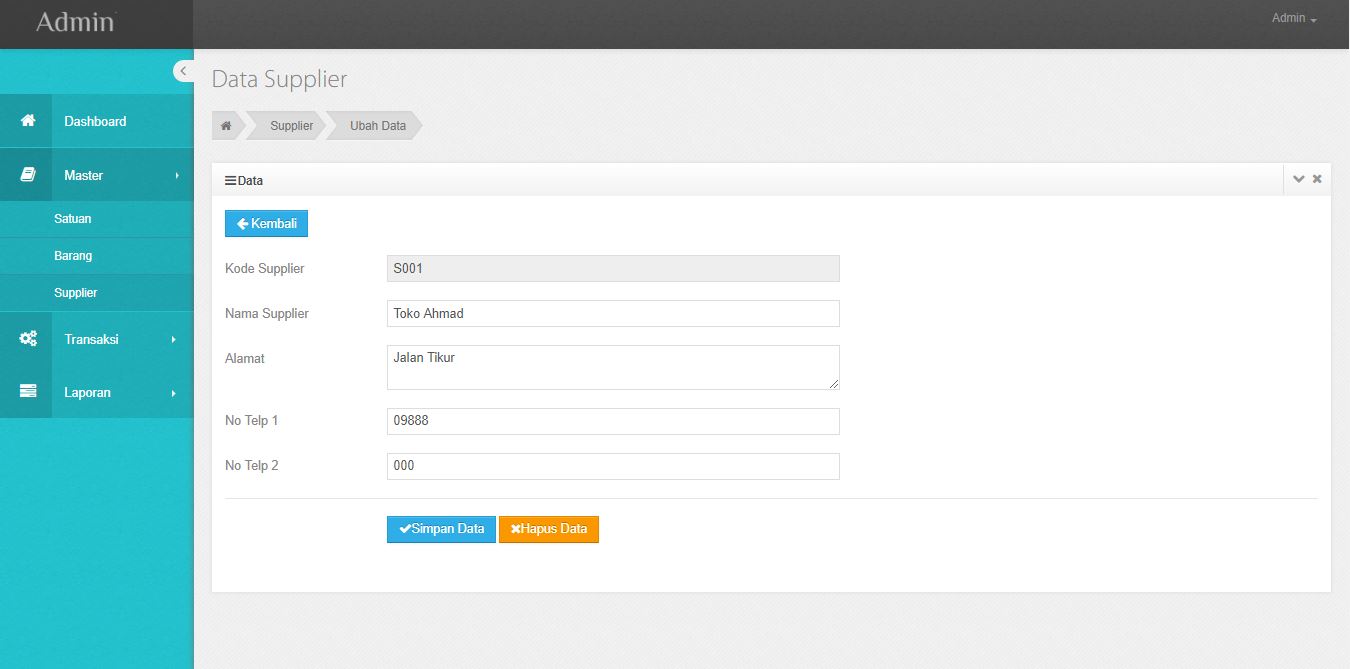 Admin
Admin
Data Supplier
Supplier
Ubah Data
Dashboard
Master
Satuan
Barang
Supplier
Transaksi
Laporan
Data
Kembali
Kode Supplier
S001
Nama Supplier
Toko Ahmad
Alamat
Jalan Tikur
No Telp 1
09888
No Telp 2
000
Simpan Data
Hapus Data